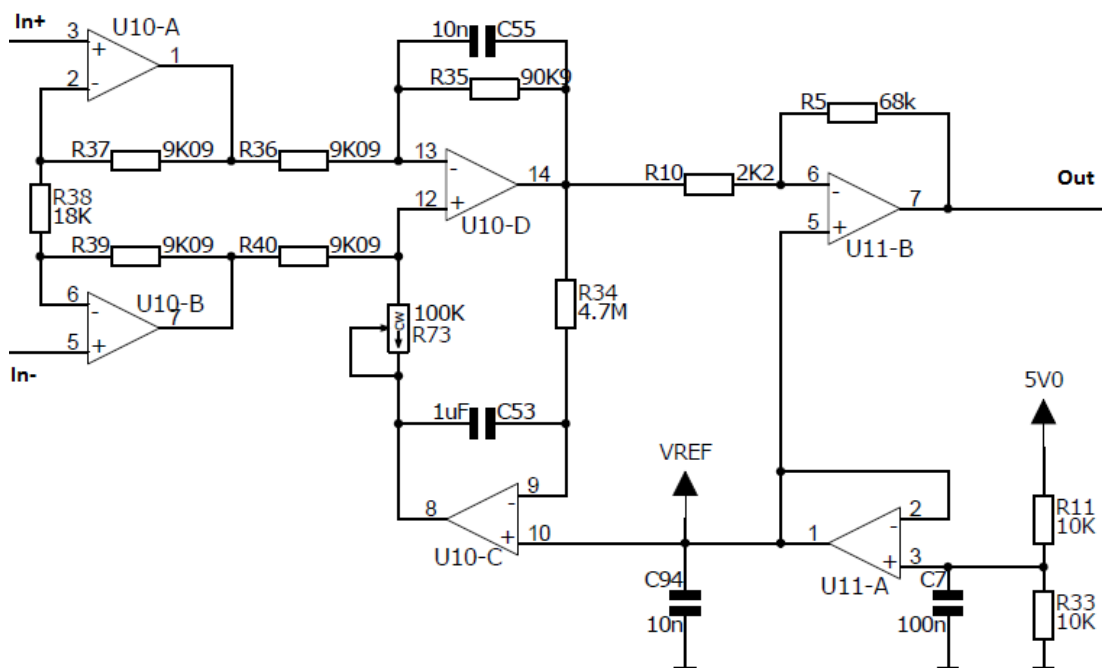 In+
3
U10-A
+
1
2
-
10n
C55
R35
90K9
R5
68k
R37
9K09
R36
9K09
13
-
14
12
+
U10-D
R10
2K2
6
-
7
Out
5
+
U11-B
R38
18K
R39
9K09
R40
9K09
6
-
U10-B
7
5
+
In-
CW
100K
R73
R34
4.7M
1uF
C53
VREF
5V0
9
-
8
+
10
U10-C
2
-
1
+
3
U11-A
R11
10K
C94
10n
C7
100n
R33
10K